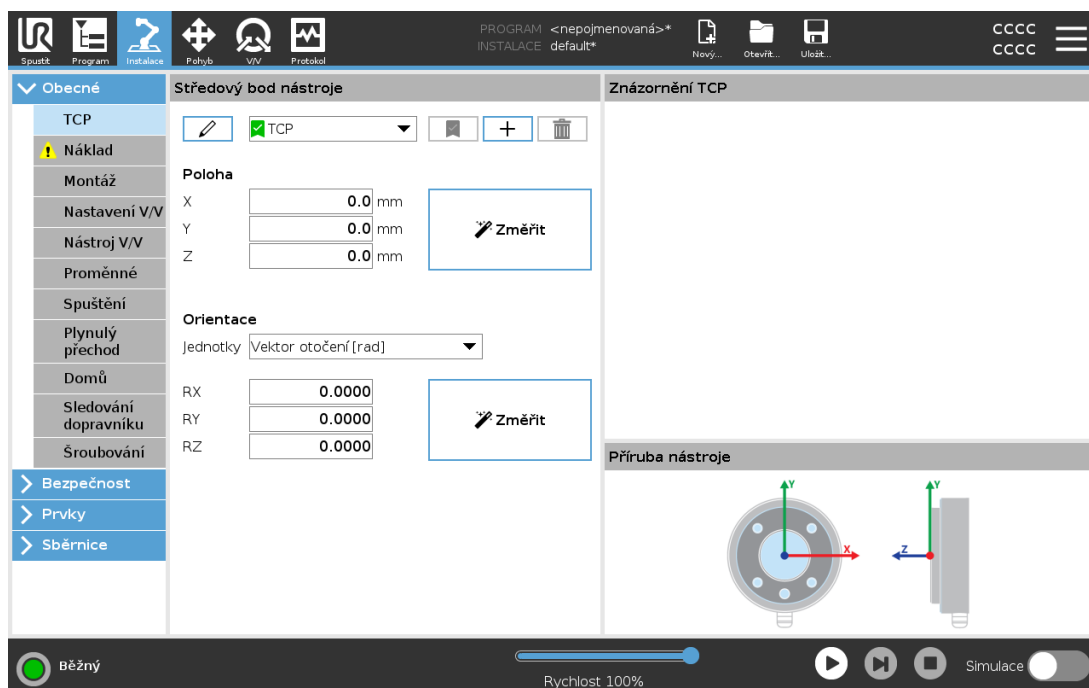 UR
PROGRAM <nepojmenovaná>*
INSTALACE default*
CCCC
CCCC
Spustit Program Instalace Pohyb V/V Protokol Nový... Otevřít... Uložit...
Obecné
TCP
Náklad
Montáž
Nastavení V/V
Nástroj V/V
Proměnné
Spuštění
Plynulý
přechod
Domů
Sledování
dopravníku
Šroubování
Bezpečnost
Prvky
Sběrnice
Středový bod nástroje
TCP
Poloha
X 0.0 mm
Y 0.0 mm
Z 0.0 mm
Změřit
Orientace
Jednotky Vektor otočení [rad]
RX 0.0000
RY 0.0000
RZ 0.0000
Změřit
Znázornění TCP
Příruba nástroje
Y
X
Y
Z
Běžný
Rychlost 100%
Simulace